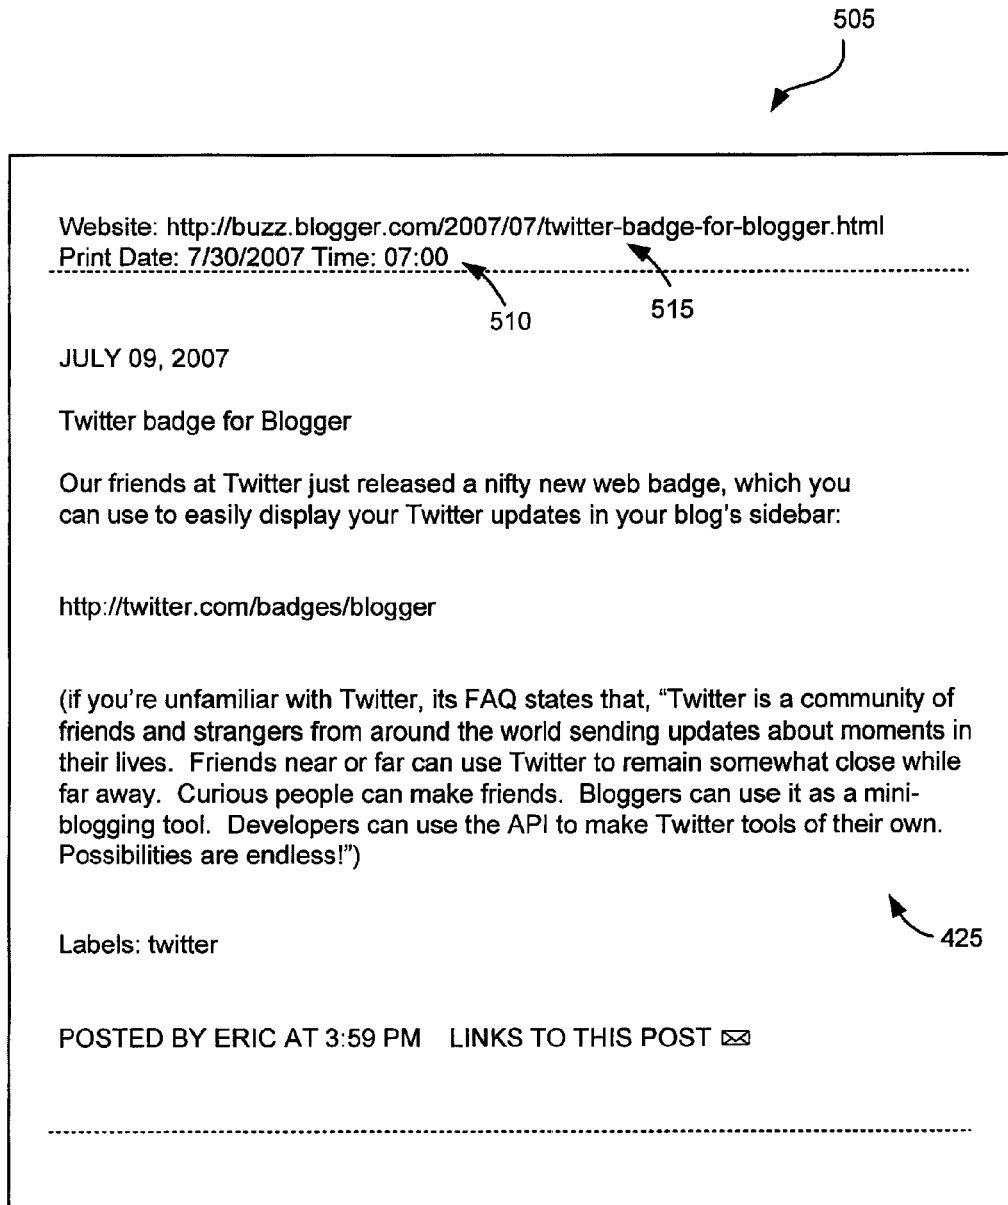 505
Website: http://buzz.blogger.com/2007/07/twitter-badge-for-blogger.html
Print Date: 7/30/2007 Time: 07:00
510
515
JULY 09, 2007
Twitter badge for Blogger
Our friends at Twitter just released a nifty new web badge, which you
can use to easily display your Twitter updates in your blog's sidebar:
http://twitter.com/badges/blogger
(if you're unfamiliar with Twitter, its FAQ states that, “Twitter is a community of
friends and strangers from around the world sending updates about moments in
their lives.  Friends near or far can use Twitter to remain somewhat close while
far away.  Curious people can make friends.  Bloggers can use it as a mini-
blogging tool.  Developers can use the API to make Twitter tools of their own.
Possibilities are endless!”)
425
Labels: twitter
POSTED BY ERIC AT 3:59 PM    LINKS TO THIS POST